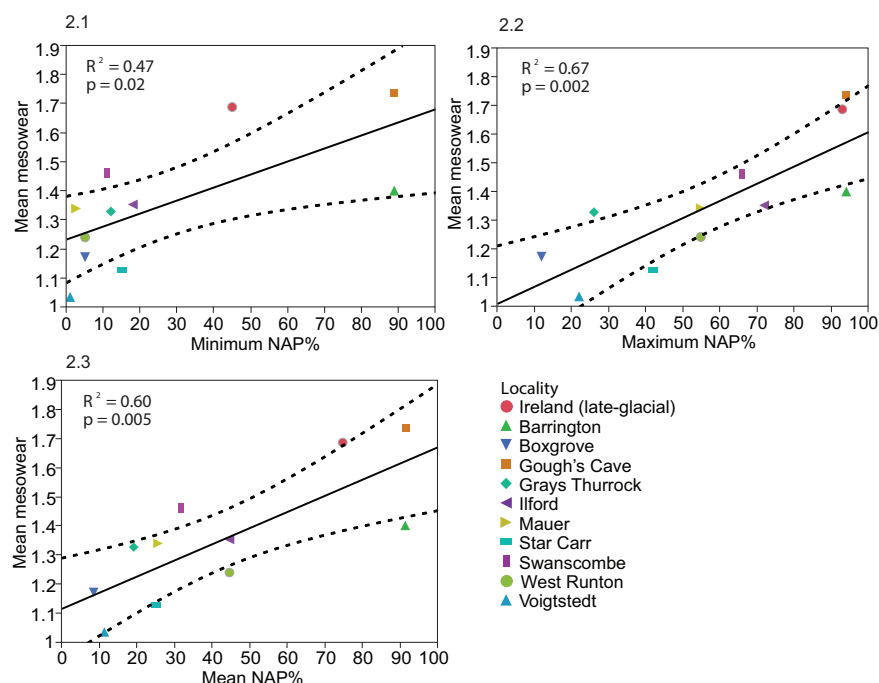 2.1
1.9
1.8
1.7
1.6
1.5
1.4
1.3
1.2
1.1
1
R² = 0.47
p = 0.02
Mean mesowear
0 10 20 30 40 50 60 70 80 90 100
Minimum NAP%
2.2
1.9
1.8
1.7
1.6
1.5
1.4
1.3
1.2
1.1
1
R² = 0.67
p = 0.002
Mean mesowear
0 10 20 30 40 50 60 70 80 90 100
Maximum NAP%
2.3
1.9
1.8
1.7
1.6
1.5
1.4
1.3
1.2
1.1
1
R² = 0.60
p = 0.005
Mean mesowear
0 10 20 30 40 50 60 70 80 90 100
Mean NAP%
Locality
Ireland (late-glacial)
Barrington
Boxgrove
Gough's Cave
Grays Thurrock
Ilford
Mauer
Star Carr
Swanscombe
West Runton
Voigtstedt